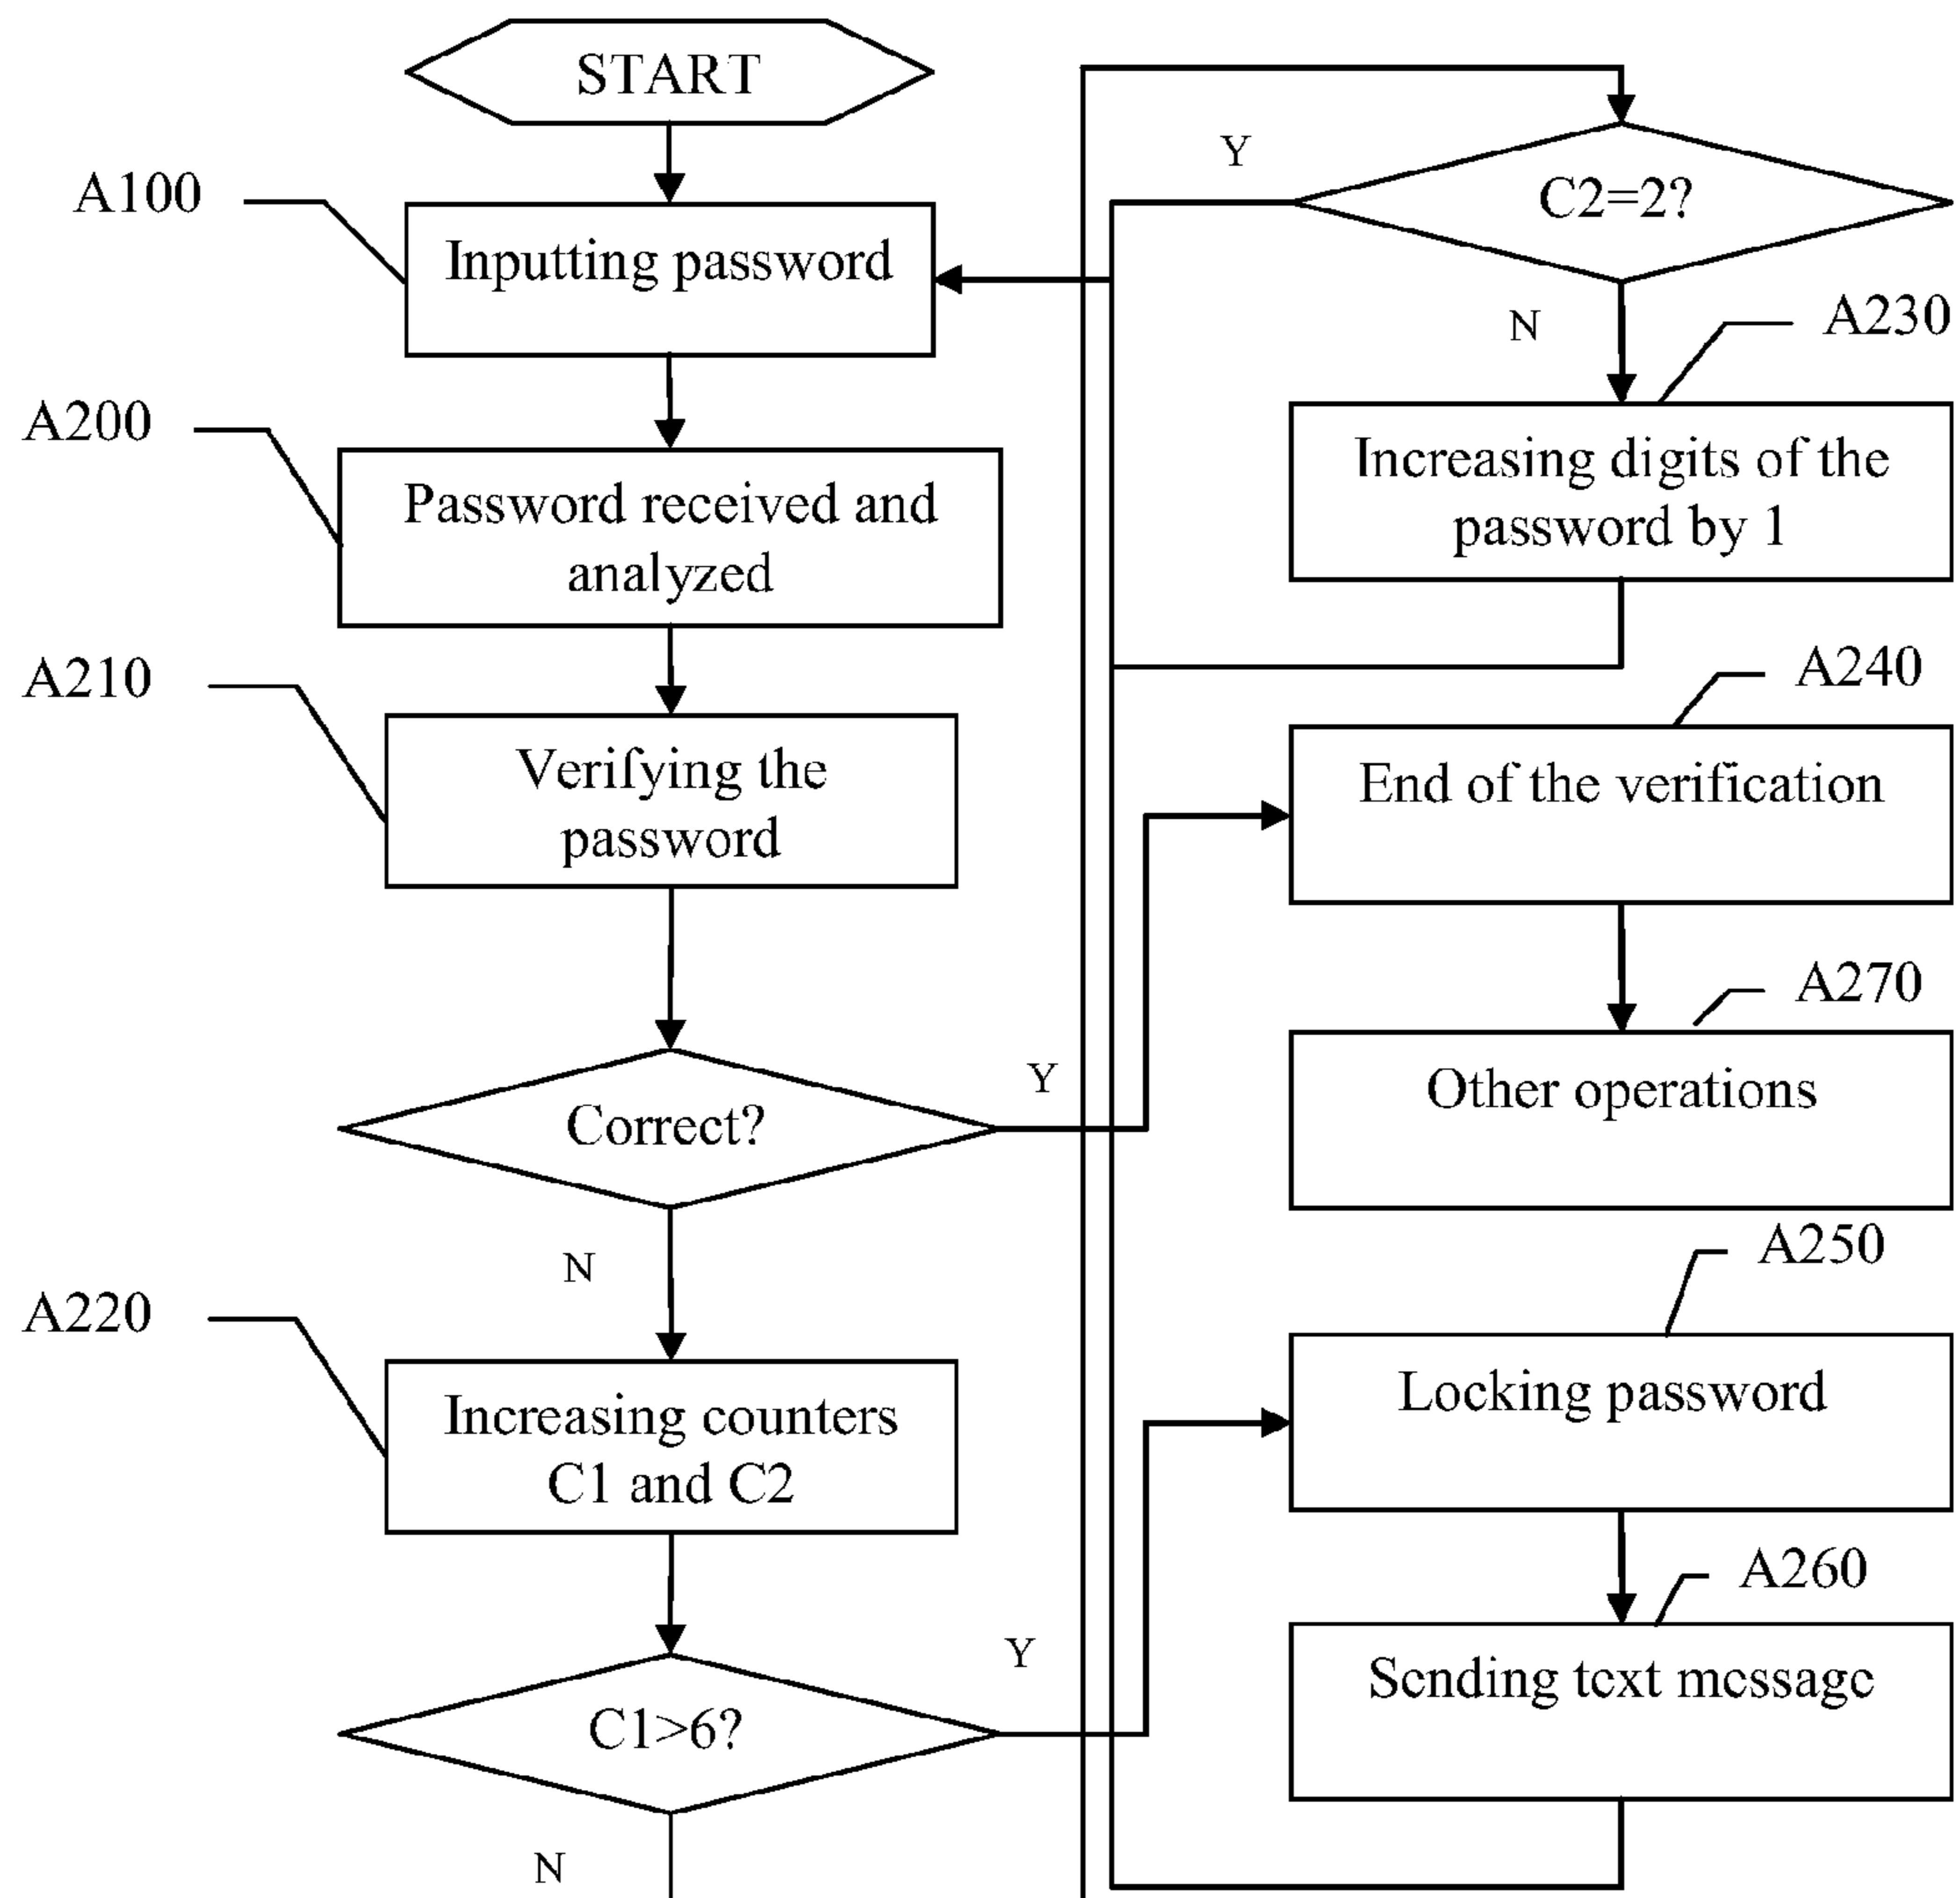 START
A100
Inputting password
A200
Password received and
analyzed
A210
Verifying the
password
Correct?
Y
N
A220
Increasing counters
C1 and C2
C1>6?
Y
N
C2=2?
Y
N
A230
Increasing digits of the
password by 1
A240
End of the verification
A270
Other operations
A250
Locking password
A260
Sending text message